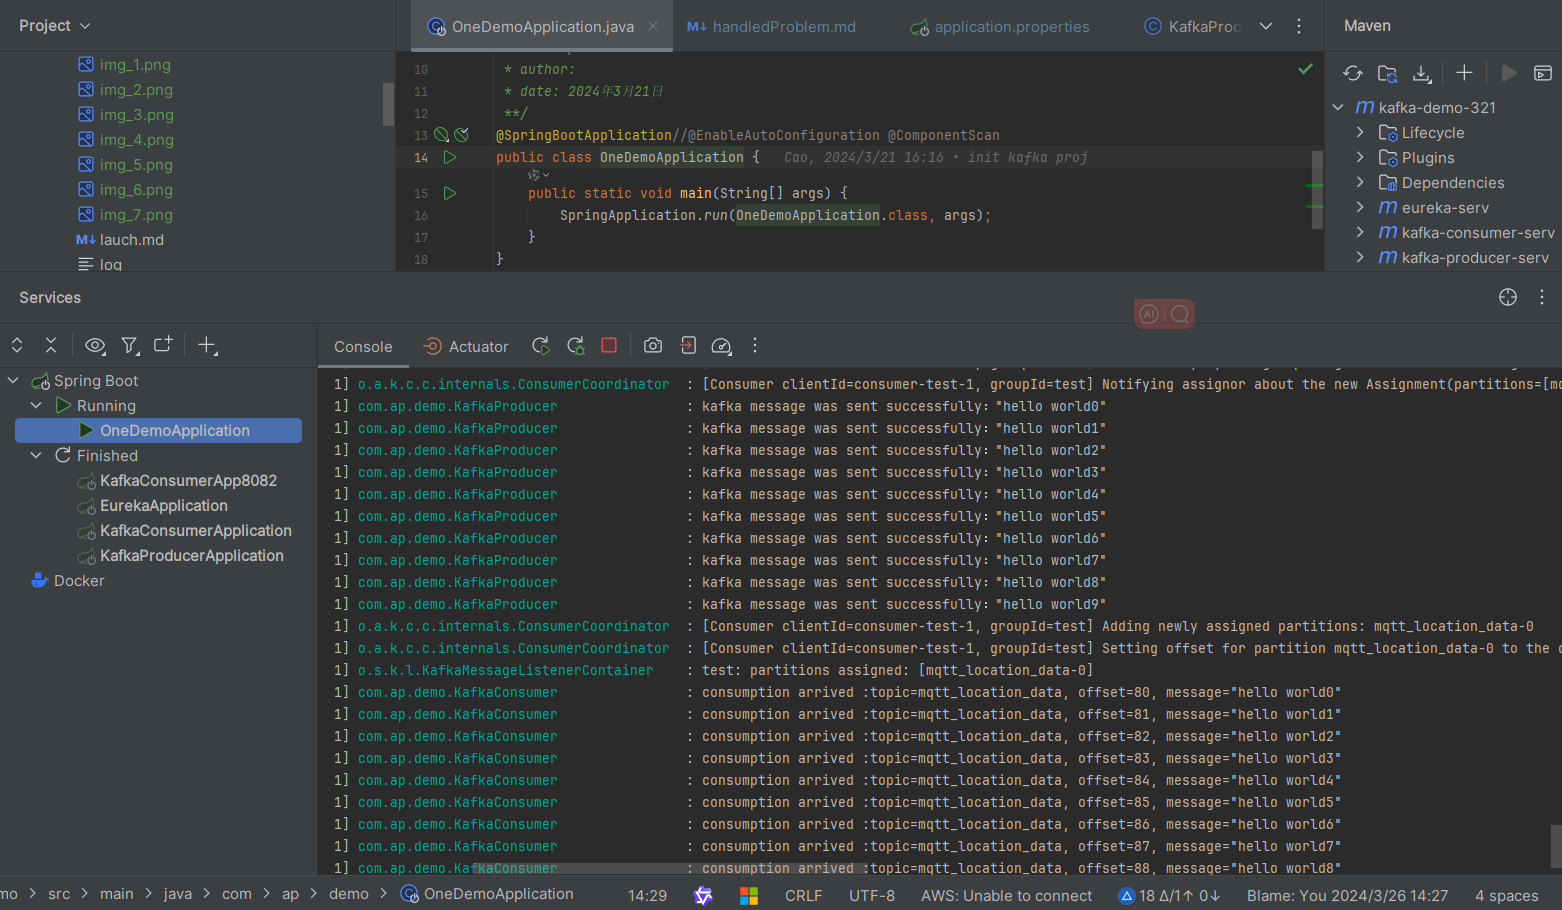 Project
OneDemoApplication.java
M↓ handledProblem.md
application.properties
KafkaProd
Maven
img_1.png
img_2.png
img_3.png
img_4.png
img_5.png
img_6.png
img_7.png
M↓ lauch.md
log
10 * author:
11 * date: 2024年3月21日
12 **/
13 @SpringBootApplication//@EnableAutoConfiguration @ComponentScan
14 public class OneDemoApplication { Cao, 2024/3/21 16:16 • init kafka proj
15 public static void main(String[] args) {
16 SpringApplication.run(OneDemoApplication.class, args);
17 }
18 }
m kafka-demo-321
Lifecycle
Plugins
Dependencies
m eureka-serv
m kafka-consumer-serv
m kafka-producer-serv
Services
AI
Console
Actuator
Spring Boot
Running
OneDemoApplication
Finished
KafkaConsumerApp8082
EurekaApplication
KafkaConsumerApplication
KafkaProducerApplication
Docker
1] o.a.k.c.c.internals.ConsumerCoordinator : [Consumer clientId=consumer-test-1, groupId=test] Notifying assignor about the new Assignment(partitions=[mq
1] com.ap.demo.KafkaProducer : kafka message was sent successfully："hello world0"
1] com.ap.demo.KafkaProducer : kafka message was sent successfully："hello world1"
1] com.ap.demo.KafkaProducer : kafka message was sent successfully："hello world2"
1] com.ap.demo.KafkaProducer : kafka message was sent successfully："hello world3"
1] com.ap.demo.KafkaProducer : kafka message was sent successfully："hello world4"
1] com.ap.demo.KafkaProducer : kafka message was sent successfully："hello world5"
1] com.ap.demo.KafkaProducer : kafka message was sent successfully："hello world6"
1] com.ap.demo.KafkaProducer : kafka message was sent successfully："hello world7"
1] com.ap.demo.KafkaProducer : kafka message was sent successfully："hello world8"
1] com.ap.demo.KafkaProducer : kafka message was sent successfully："hello world9"
1] o.a.k.c.c.internals.ConsumerCoordinator : [Consumer clientId=consumer-test-1, groupId=test] Adding newly assigned partitions: mqtt_location_data-0
1] o.a.k.c.c.internals.ConsumerCoordinator : [Consumer clientId=consumer-test-1, groupId=test] Setting offset for partition mqtt_location_data-0 to the
1] o.s.k.l.KafkaMessageListenerContainer : test: partitions assigned: [mqtt_location_data-0]
1] com.ap.demo.KafkaConsumer : consumption arrived :topic=mqtt_location_data, offset=80, message="hello world0"
1] com.ap.demo.KafkaConsumer : consumption arrived :topic=mqtt_location_data, offset=81, message="hello world1"
1] com.ap.demo.KafkaConsumer : consumption arrived :topic=mqtt_location_data, offset=82, message="hello world2"
1] com.ap.demo.KafkaConsumer : consumption arrived :topic=mqtt_location_data, offset=83, message="hello world3"
1] com.ap.demo.KafkaConsumer : consumption arrived :topic=mqtt_location_data, offset=84, message="hello world4"
1] com.ap.demo.KafkaConsumer : consumption arrived :topic=mqtt_location_data, offset=85, message="hello world5"
1] com.ap.demo.KafkaConsumer : consumption arrived :topic=mqtt_location_data, offset=86, message="hello world6"
1] com.ap.demo.KafkaConsumer : consumption arrived :topic=mqtt_location_data, offset=87, message="hello world7"
1] com.ap.demo.KafkaConsumer : consumption arrived :topic=mqtt_location_data, offset=88, message="hello world8"
mo > src > main > java > com > ap > demo > OneDemoApplication 14:29 CRLF UTF-8 AWS: Unable to connect 18 Δ/1↑ 0↓ Blame: You 2024/3/26 14:27 4 spaces